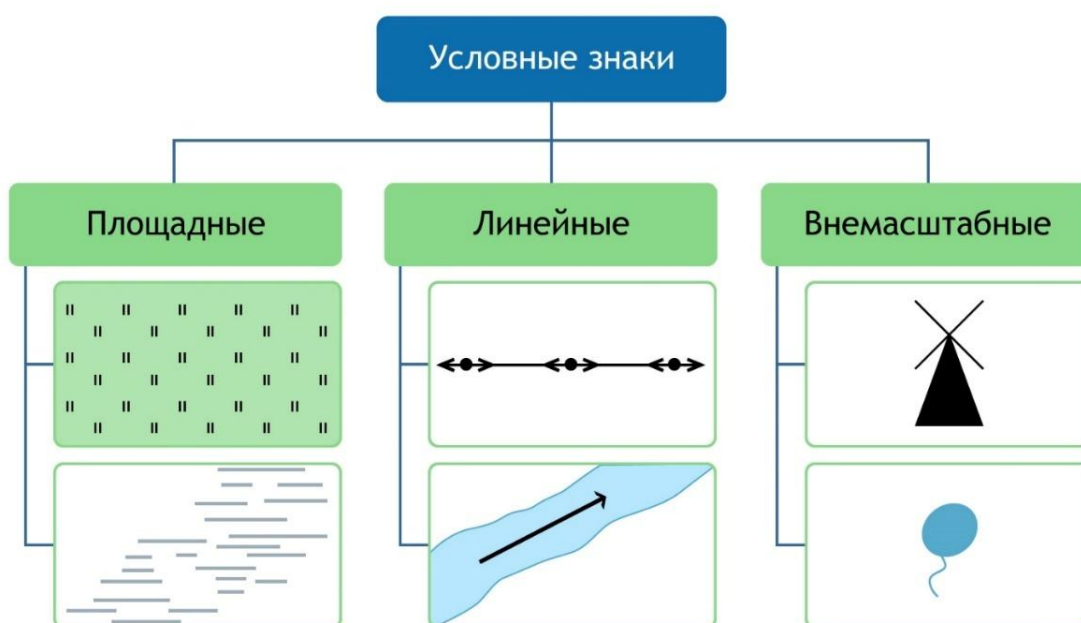 Условные знаки
Площадные
Линейные
Внемасштабные